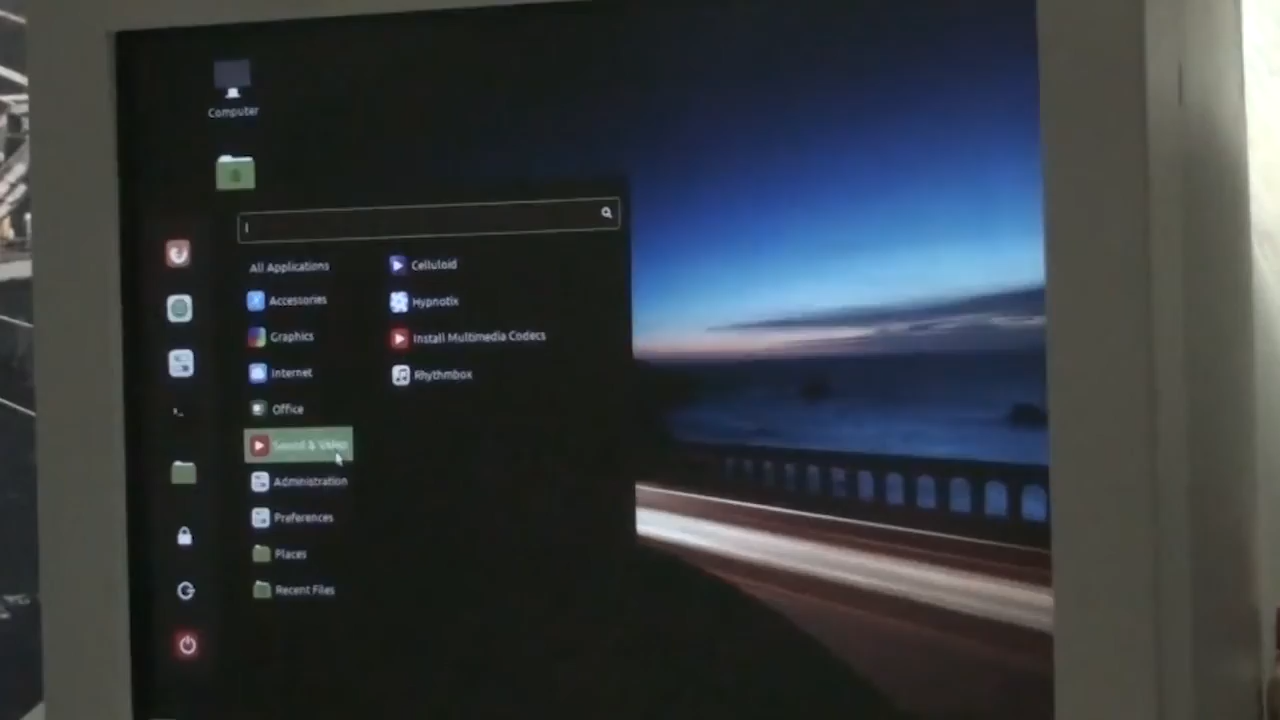 Computer
All Applications
Accessories
Graphics
Internet
Office
Sound & Video
Administration
Preferences
Places
Recent Files
Celluloid
Hypnotix
Install Multimedia Codecs
Rhythmbox